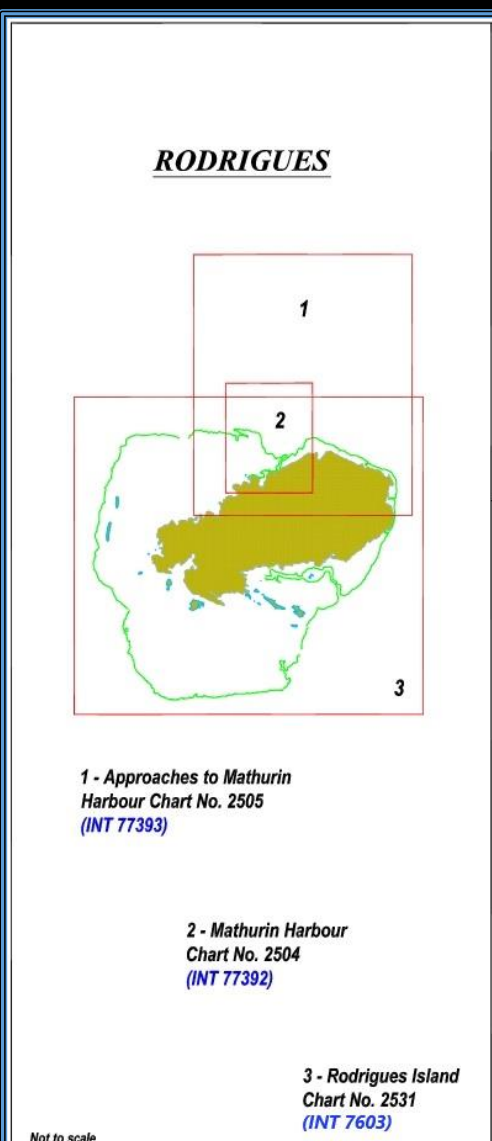 RODRIGUES
1
2
3
1 - Approaches to Mathurin
Harbour Chart No. 2505
(INT 77393)
2 - Mathurin Harbour
Chart No. 2504
(INT 77392)
3 - Rodrigues Island
Chart No. 2531
(INT 7603)
Not to scale